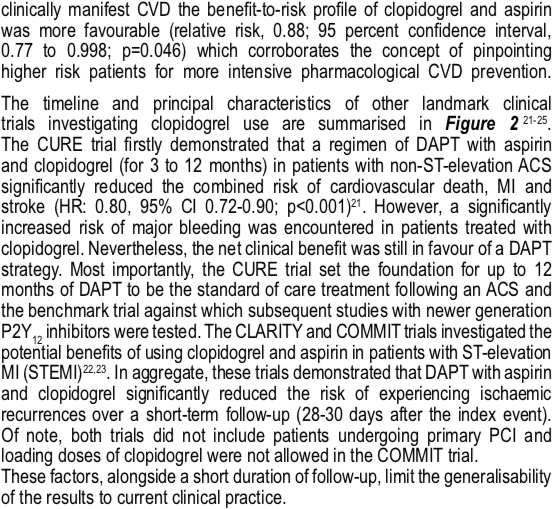 clinically manifest CVD the benefit-to-risk profile of clopidogrel and aspirin
was more favourable (relative risk, 0.88; 95 percent confidence interval,
0.77 to 0.998; p=0.046) which corroborates the concept of pinpointing
higher risk patients for more intensive pharmacological CVD prevention.
The timeline and principal characteristics of other landmark clinical
trials investigating clopidogrel use are summarised in Figure 2 21-25.
The CURE trial firstly demonstrated that a regimen of DAPT with aspirin
and clopidogrel (for 3 to 12 months) in patients with non-ST-elevation ACS
significantly reduced the combined risk of cardiovascular death, MI and
stroke (HR: 0.80, 95% CI 0.72-0.90; p<0.001)21. However, a significantly
increased risk of major bleeding was encountered in patients treated with
clopidogrel. Nevertheless, the net clinical benefit was still in favour of a DAPT
strategy. Most importantly, the CURE trial set the foundation for up to 12
months of DAPT to be the standard of care treatment following an ACS and
the benchmark trial against which subsequent studies with newer generation
P2Y12 inhibitors were tested. The CLARITY and COMMIT trials investigated the
potential benefits of using clopidogrel and aspirin in patients with ST-elevation
MI (STEMI)22,23. In aggregate, these trials demonstrated that DAPT with aspirin
and clopidogrel significantly reduced the risk of experiencing ischaemic
recurrences over a short-term follow-up (28-30 days after the index event).
Of note, both trials did not include patients undergoing primary PCI and
loading doses of clopidogrel were not allowed in the COMMIT trial.
These factors, alongside a short duration of follow-up, limit the generalisability
of the results to current clinical practice.